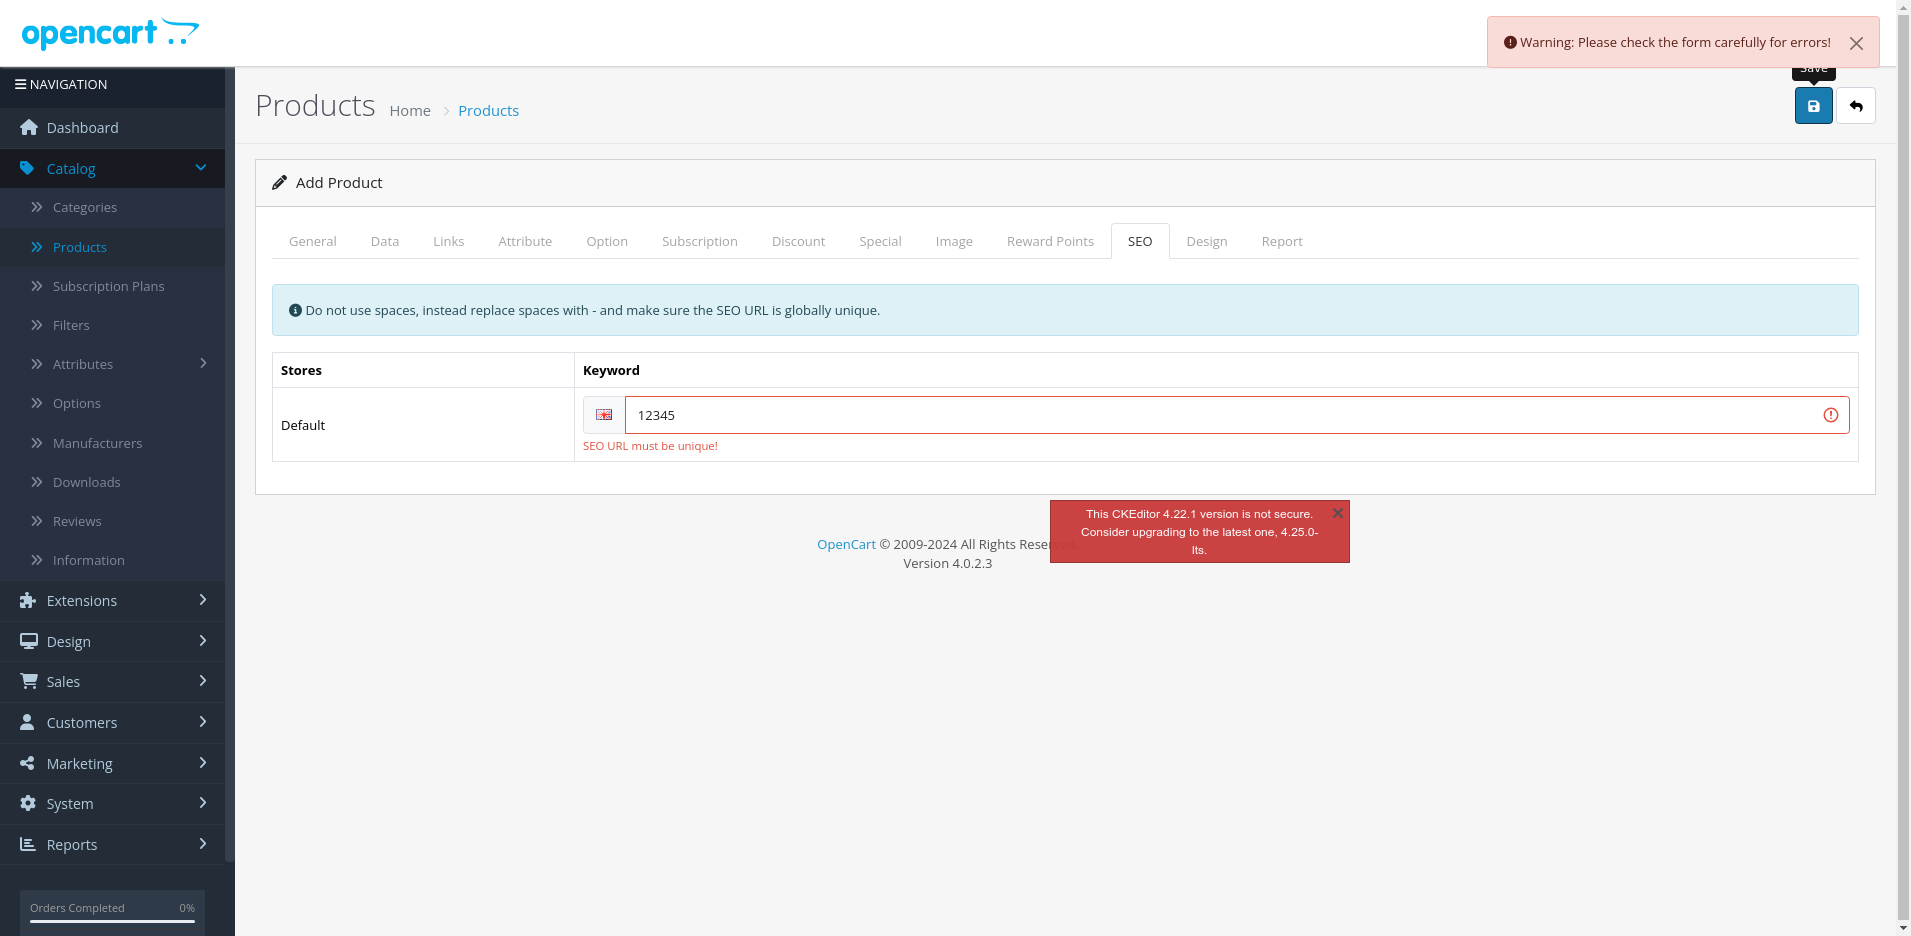 opencart
Warning: Please check the form carefully for errors!
Save
NAVIGATION
Products
Home
Products
Dashboard
Catalog
Categories
Products
Subscription Plans
Filters
Attributes
Options
Manufacturers
Downloads
Reviews
Information
Extensions
Design
Sales
Customers
Marketing
System
Reports
Orders Completed 0%
Add Product
General Data Links Attribute Option Subscription Discount Special Image Reward Points SEO Design Report
Do not use spaces, instead replace spaces with - and make sure the SEO URL is globally unique.
Stores Keyword
Default 12345
SEO URL must be unique!
This CKEditor 4.22.1 version is not secure.
Consider upgrading to the latest one, 4.25.0-
lts.
OpenCart © 2009-2024 All Rights Reserved.
Version 4.0.2.3